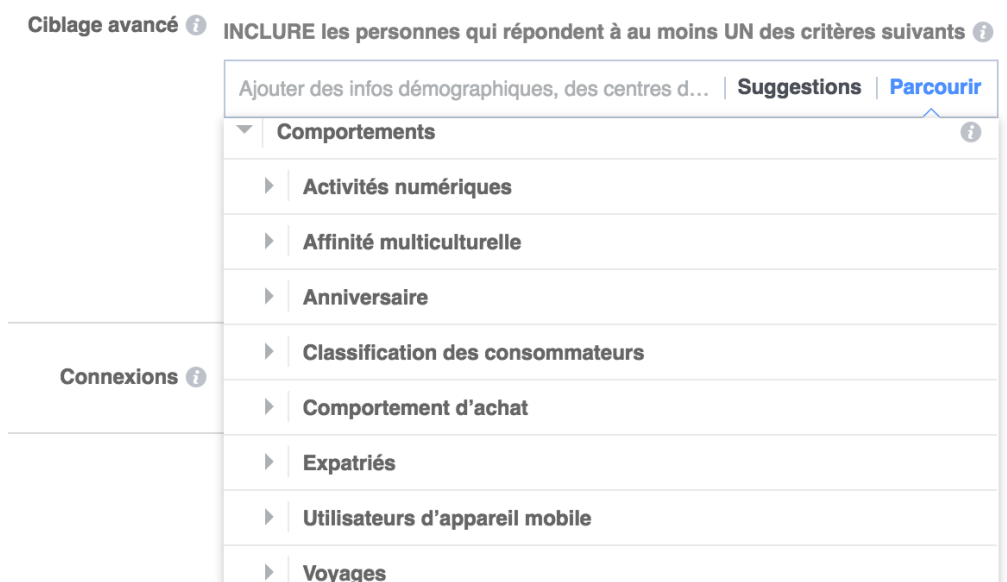 Ciblage avancé
INCLURE les personnes qui répondent à au moins UN des critères suivants
Ajouter des infos démographiques, des centres d... | Suggestions | Parcourir
Comportements
Activités numériques
Affinité multiculturelle
Anniversaire
Classification des consommateurs
Connexions
Comportement d’achat
Expatriés
Utilisateurs d’appareil mobile
Voyages